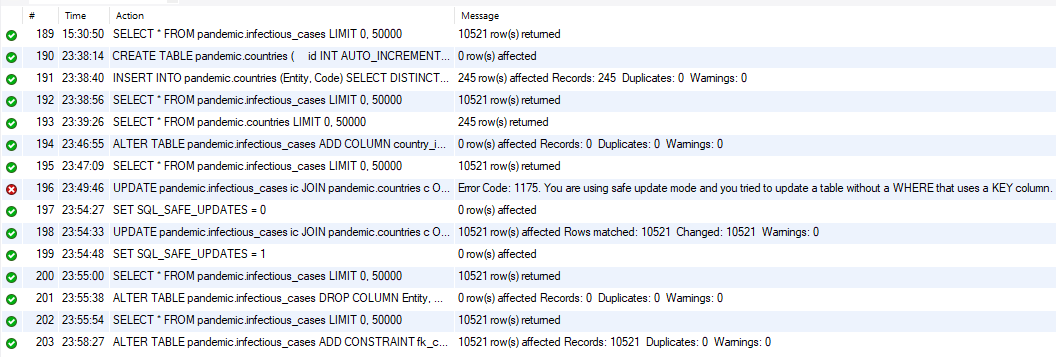 # Time Action Message
189 15:30:50 SELECT * FROM pandemic.infectious_cases LIMIT 0, 50000 10521 row(s) returned
190 23:38:14 CREATE TABLE pandemic.countries ( id INT AUTO_INCREMENT... 0 row(s) affected
191 23:38:40 INSERT INTO pandemic.countries (Entity, Code) SELECT DISTINCT... 245 row(s) affected Records: 245 Duplicates: 0 Warnings: 0
192 23:38:56 SELECT * FROM pandemic.infectious_cases LIMIT 0, 50000 10521 row(s) returned
193 23:39:26 SELECT * FROM pandemic.countries LIMIT 0, 50000 245 row(s) returned
194 23:46:55 ALTER TABLE pandemic.infectious_cases ADD COLUMN country_i... 0 row(s) affected Records: 0 Duplicates: 0 Warnings: 0
195 23:47:09 SELECT * FROM pandemic.infectious_cases LIMIT 0, 50000 10521 row(s) returned
196 23:49:46 UPDATE pandemic.infectious_cases ic JOIN pandemic.countries c O... Error Code: 1175. You are using safe update mode and you tried to update a table without a WHERE that uses a KEY column.
197 23:54:27 SET SQL_SAFE_UPDATES = 0 0 row(s) affected
198 23:54:33 UPDATE pandemic.infectious_cases ic JOIN pandemic.countries c O... 10521 row(s) affected Rows matched: 10521 Changed: 10521 Warnings: 0
199 23:54:48 SET SQL_SAFE_UPDATES = 1 0 row(s) affected
200 23:55:00 SELECT * FROM pandemic.infectious_cases LIMIT 0, 50000 10521 row(s) returned
201 23:55:38 ALTER TABLE pandemic.infectious_cases DROP COLUMN Entity, ... 0 row(s) affected Records: 0 Duplicates: 0 Warnings: 0
202 23:55:54 SELECT * FROM pandemic.infectious_cases LIMIT 0, 50000 10521 row(s) returned
203 23:58:27 ALTER TABLE pandemic.infectious_cases ADD CONSTRAINT fk_c... 10521 row(s) affected Records: 10521 Duplicates: 0 Warnings: 0